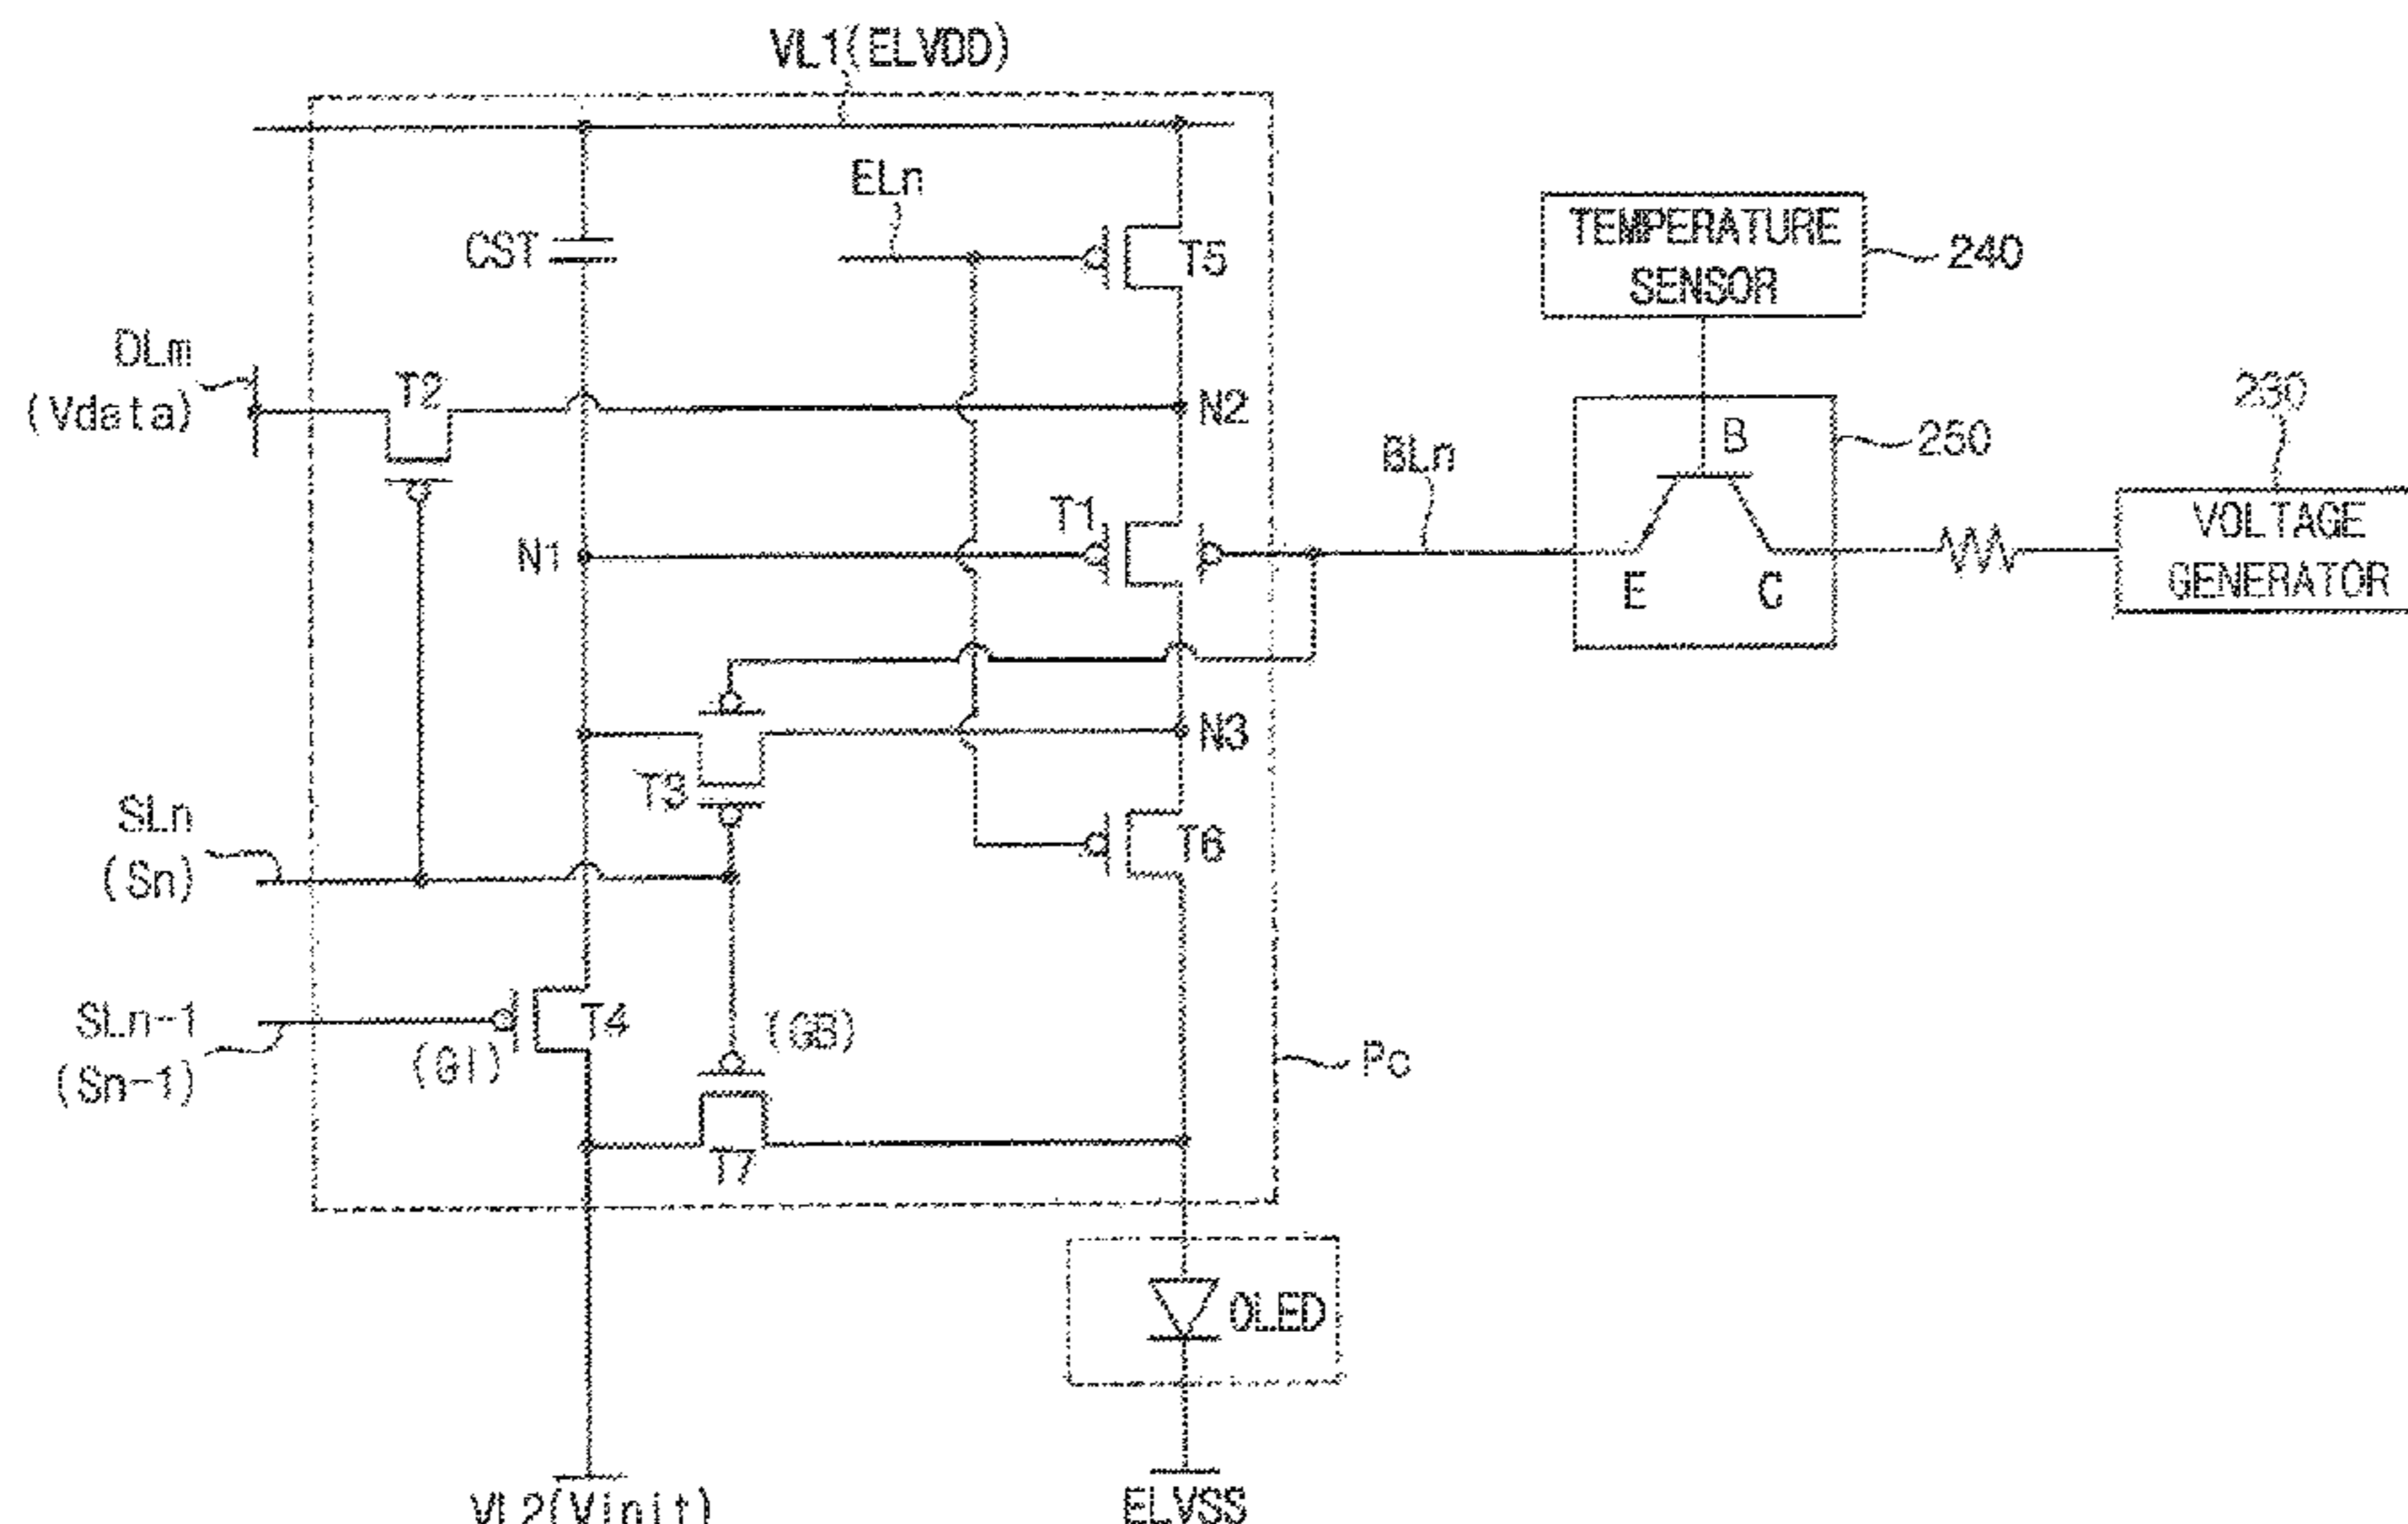 VL1(ELVDD)
ELn
CST
T5
TEMPERATURE
SENSOR
240
DLm
(Vdata)
T2
N2
B
250
230
BLn
T1
N1
E
C
VOLTAGE
GENERATOR
N3
T3
SLn
(Sn)
T6
SLn-1
(Sn-1)
(GI)
T4
(GB)
Pc
T7
OLED
VL2(Vinit)
ELVSS